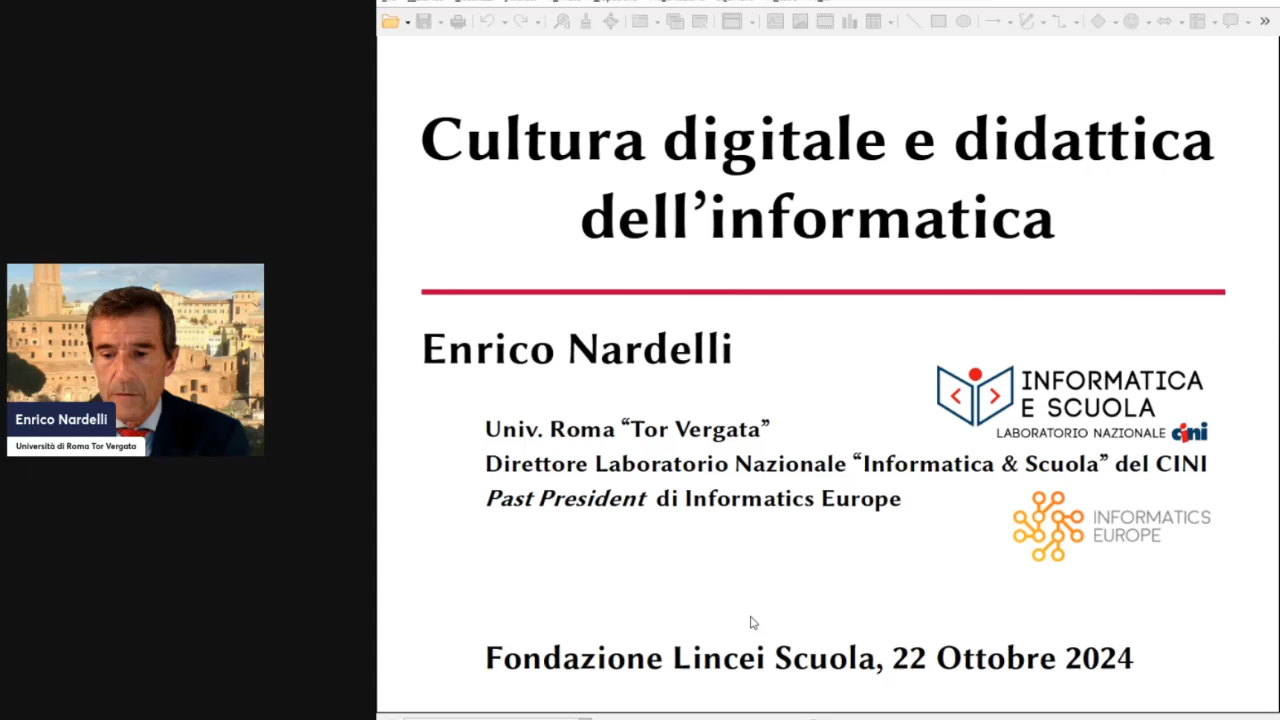 Cultura digitale e didattica
dell’informatica
Enrico Nardelli
INFORMATICA
E SCUOLA
LABORATORIO NAZIONALE cini
Univ. Roma “Tor Vergata”
Direttore Laboratorio Nazionale “Informatica & Scuola” del CINI
Past President di Informatics Europe
INFORMATICS
EUROPE
Fondazione Lincei Scuola, 22 Ottobre 2024
Enrico Nardelli
Università di Roma Tor Vergata